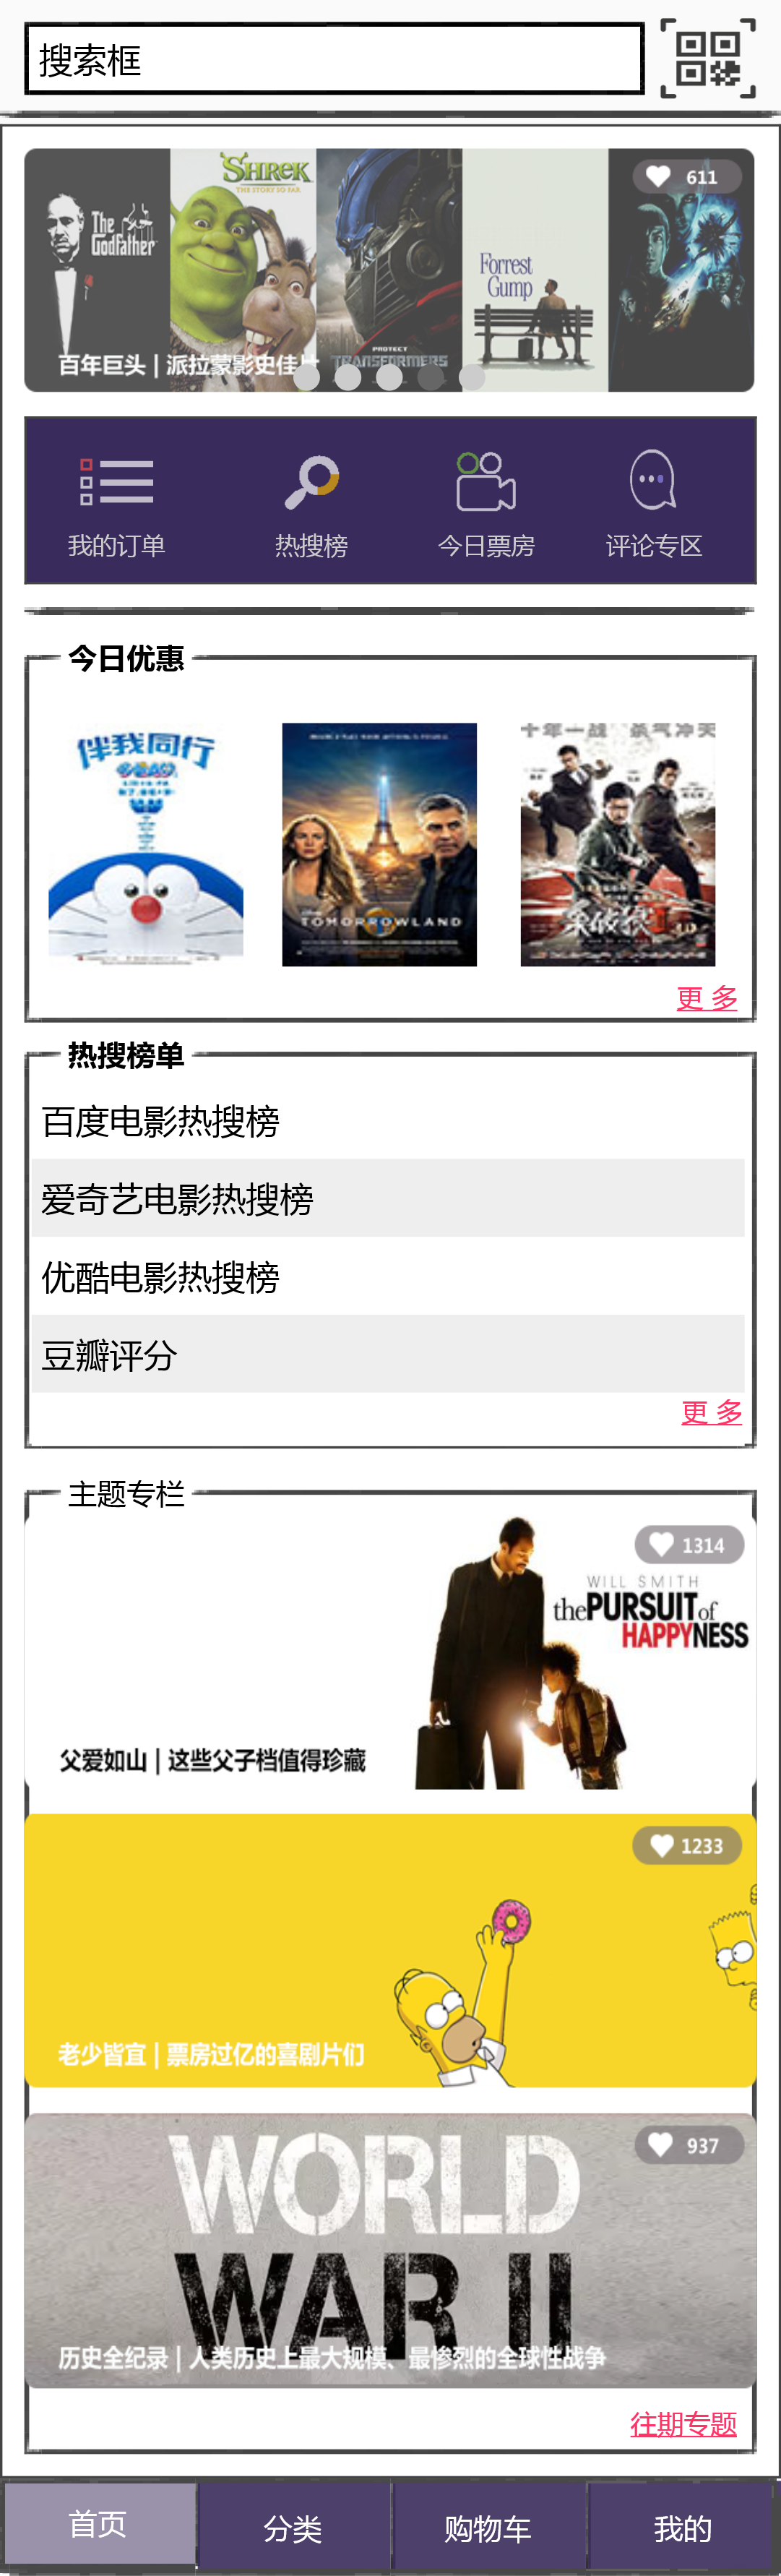 搜索框
611
The
Godfather
SHREK
THE STORY SO FAR
Forrest
Gump
PROTECT
TRANSFORMERS
百年巨头 | 派拉蒙影史佳片
我的订单 热搜榜 今日票房 评论专区
今日优惠
伴我同行
TOMORROWLAND
十年一战 杀气冲天
杀破狼
更 多
热搜榜单
百度电影热搜榜
爱奇艺电影热搜榜
优酷电影热搜榜
豆瓣评分
更 多
主题专栏
1314
WILL SMITH
the PURSUIT of
HAPPYNESS
父爱如山 | 这些父子档值得珍藏
1233
老少皆宜 | 票房过亿的喜剧片们
937
WORLD
WAR II
历史全纪录 | 人类历史上最大规模、最惨烈的全球性战争
往期专题
首页 分类 购物车 我的